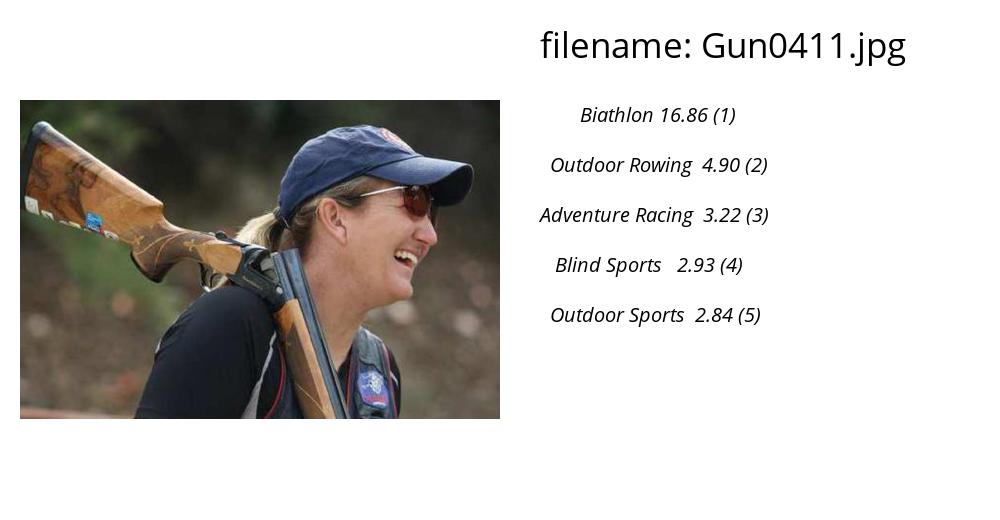 filename: Gun0411.jpg
Biathlon 16.86 (1)
Outdoor Rowing 4.90 (2)
Adventure Racing 3.22 (3)
Blind Sports 2.93 (4)
Outdoor Sports 2.84 (5)